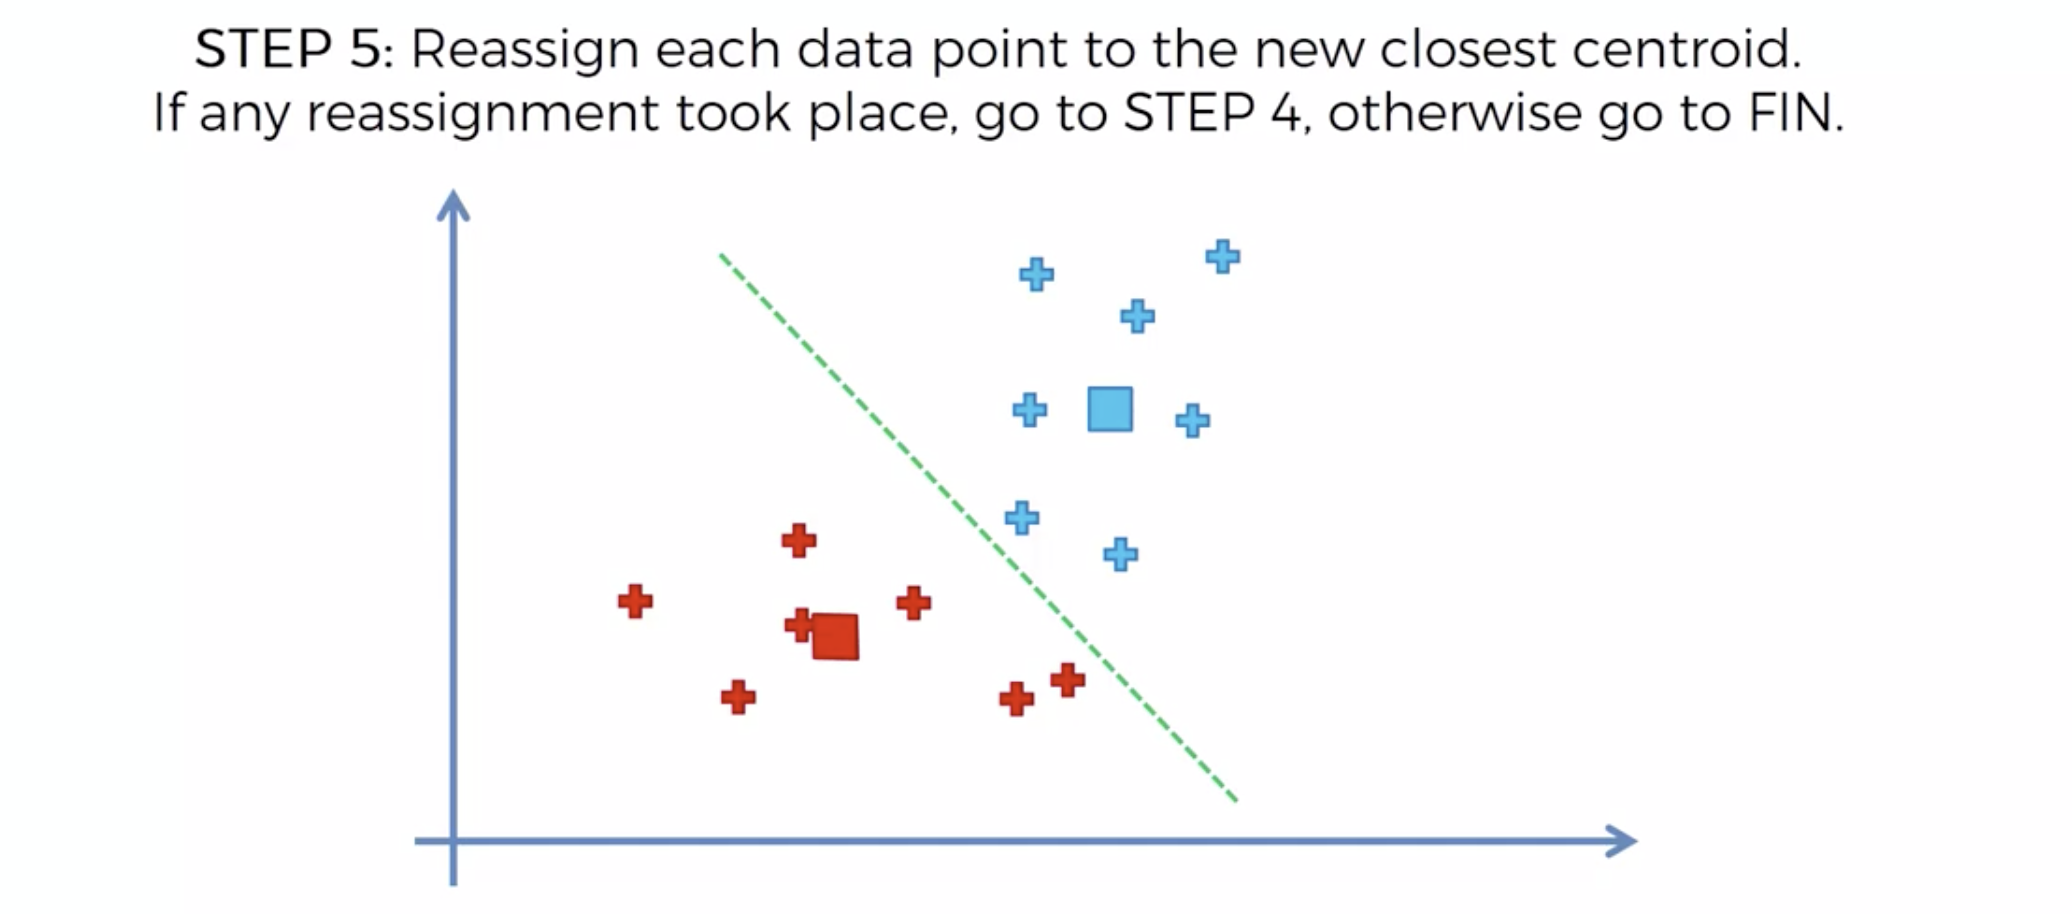 STEP 5: Reassign each data point to the new closest centroid.
If any reassignment took place, go to STEP 4, otherwise go to FIN.